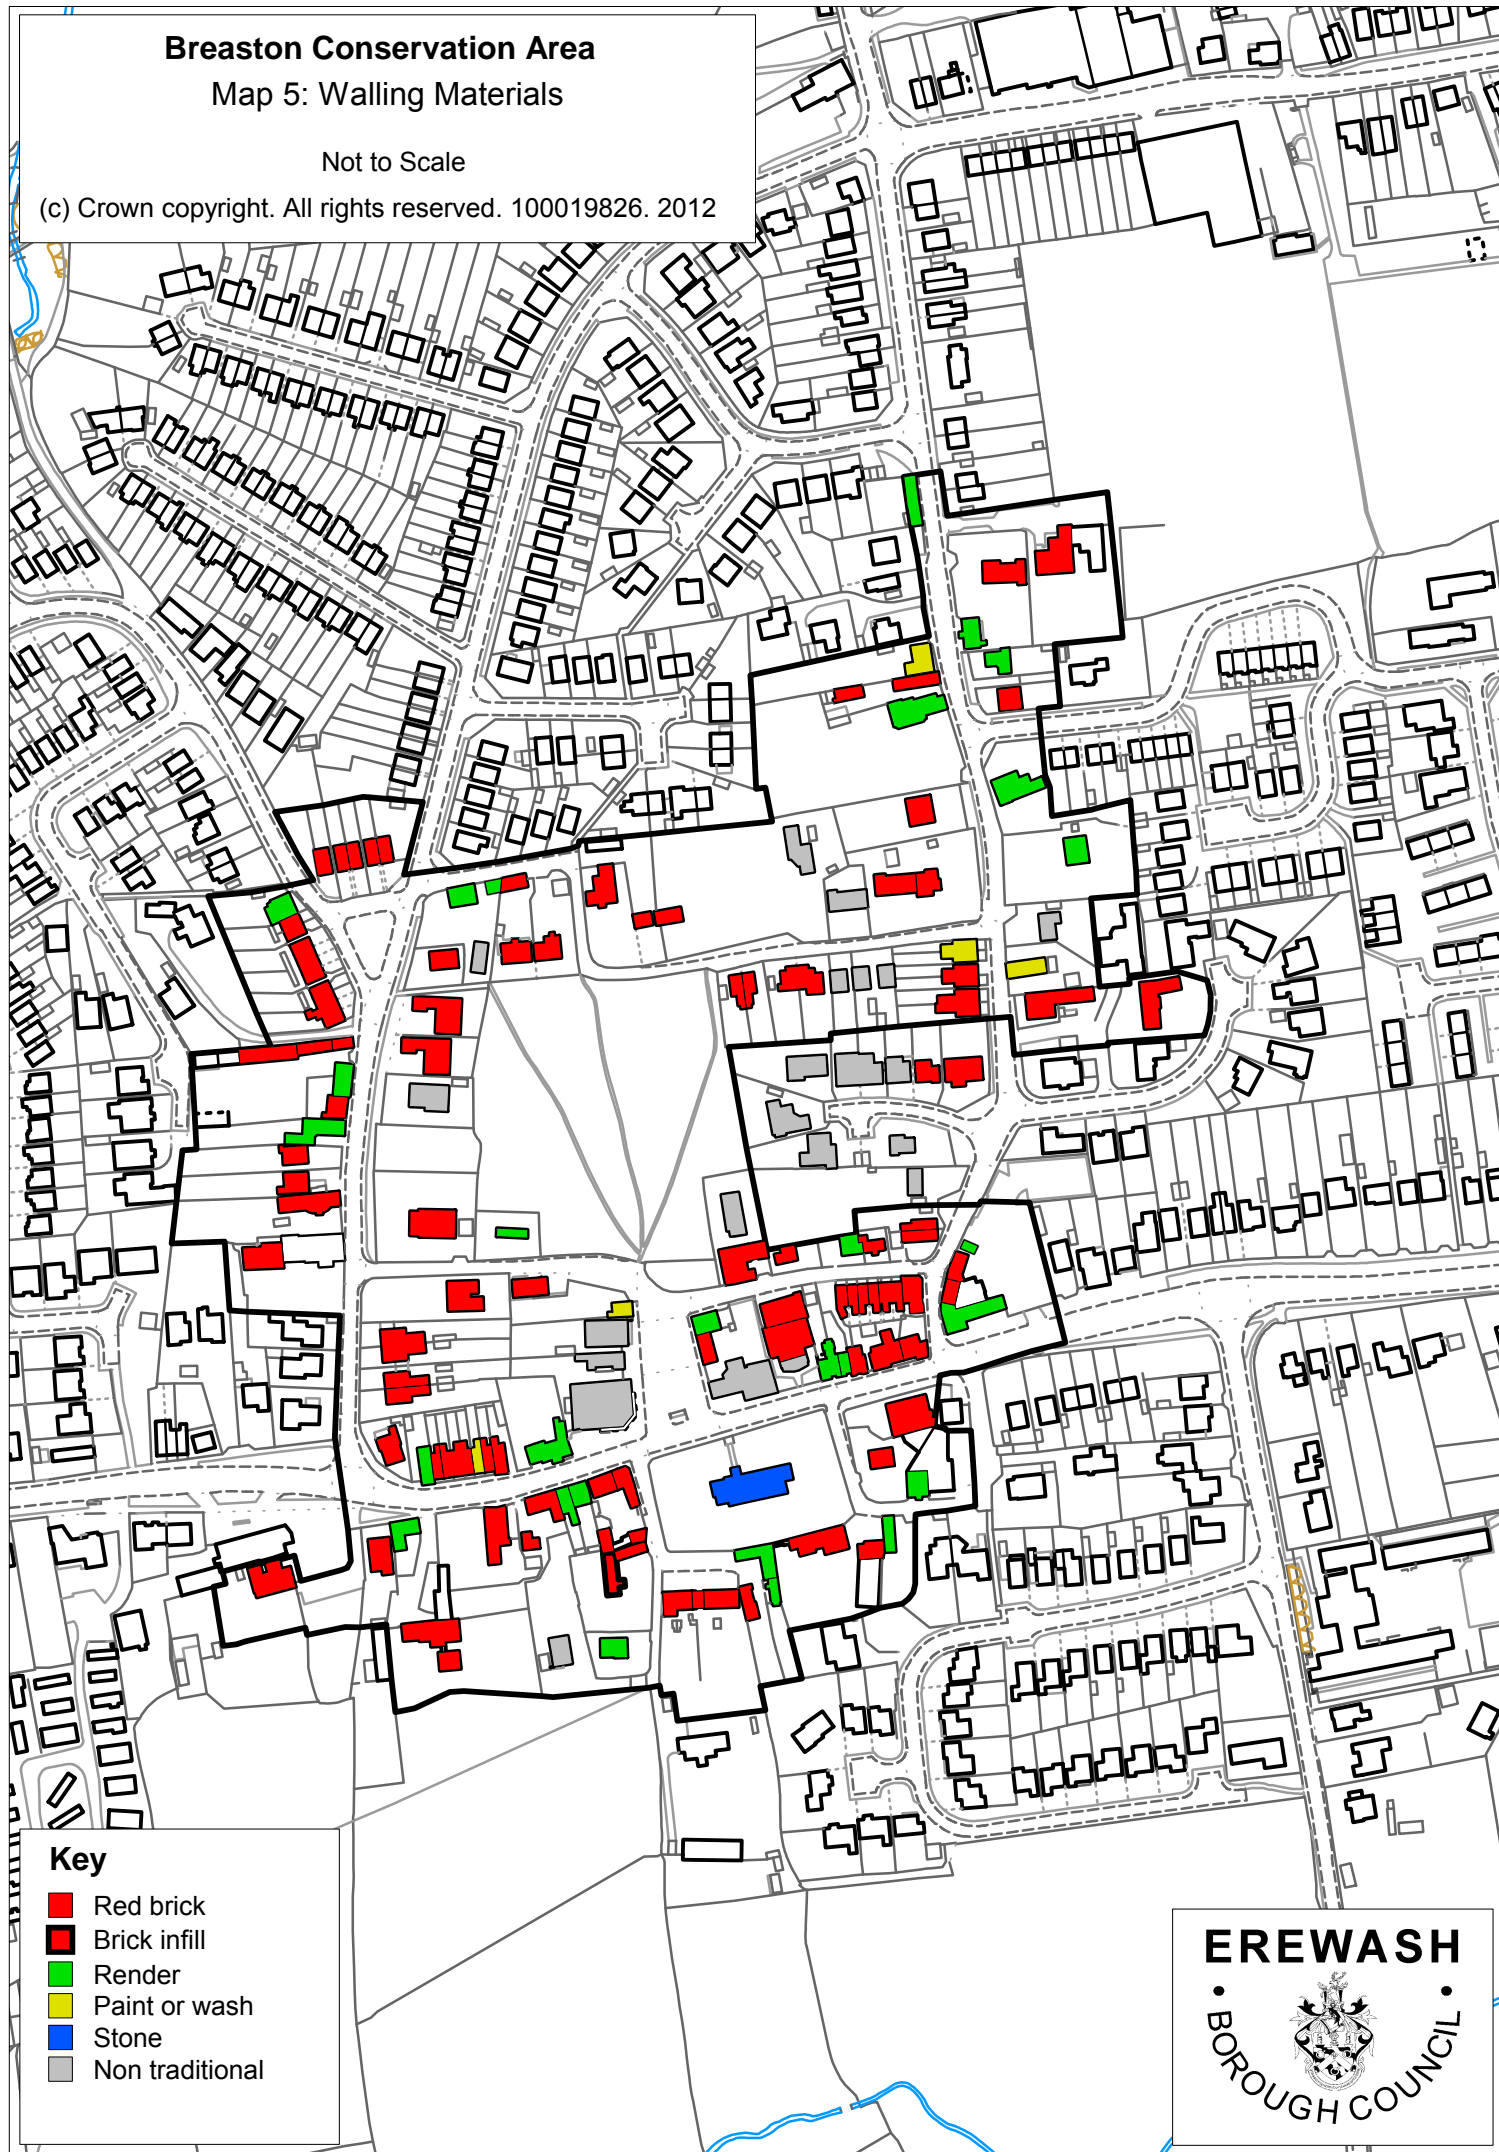 Breaston Conservation Area
Map 5: Walling Materials
Not to Scale
(c) Crown copyright. All rights reserved. 100019826. 2012
Key
Red brick
Brick infill
Render
Paint or wash
Stone
Non traditional
EREWASH
• BOROUGH COUNCIL •